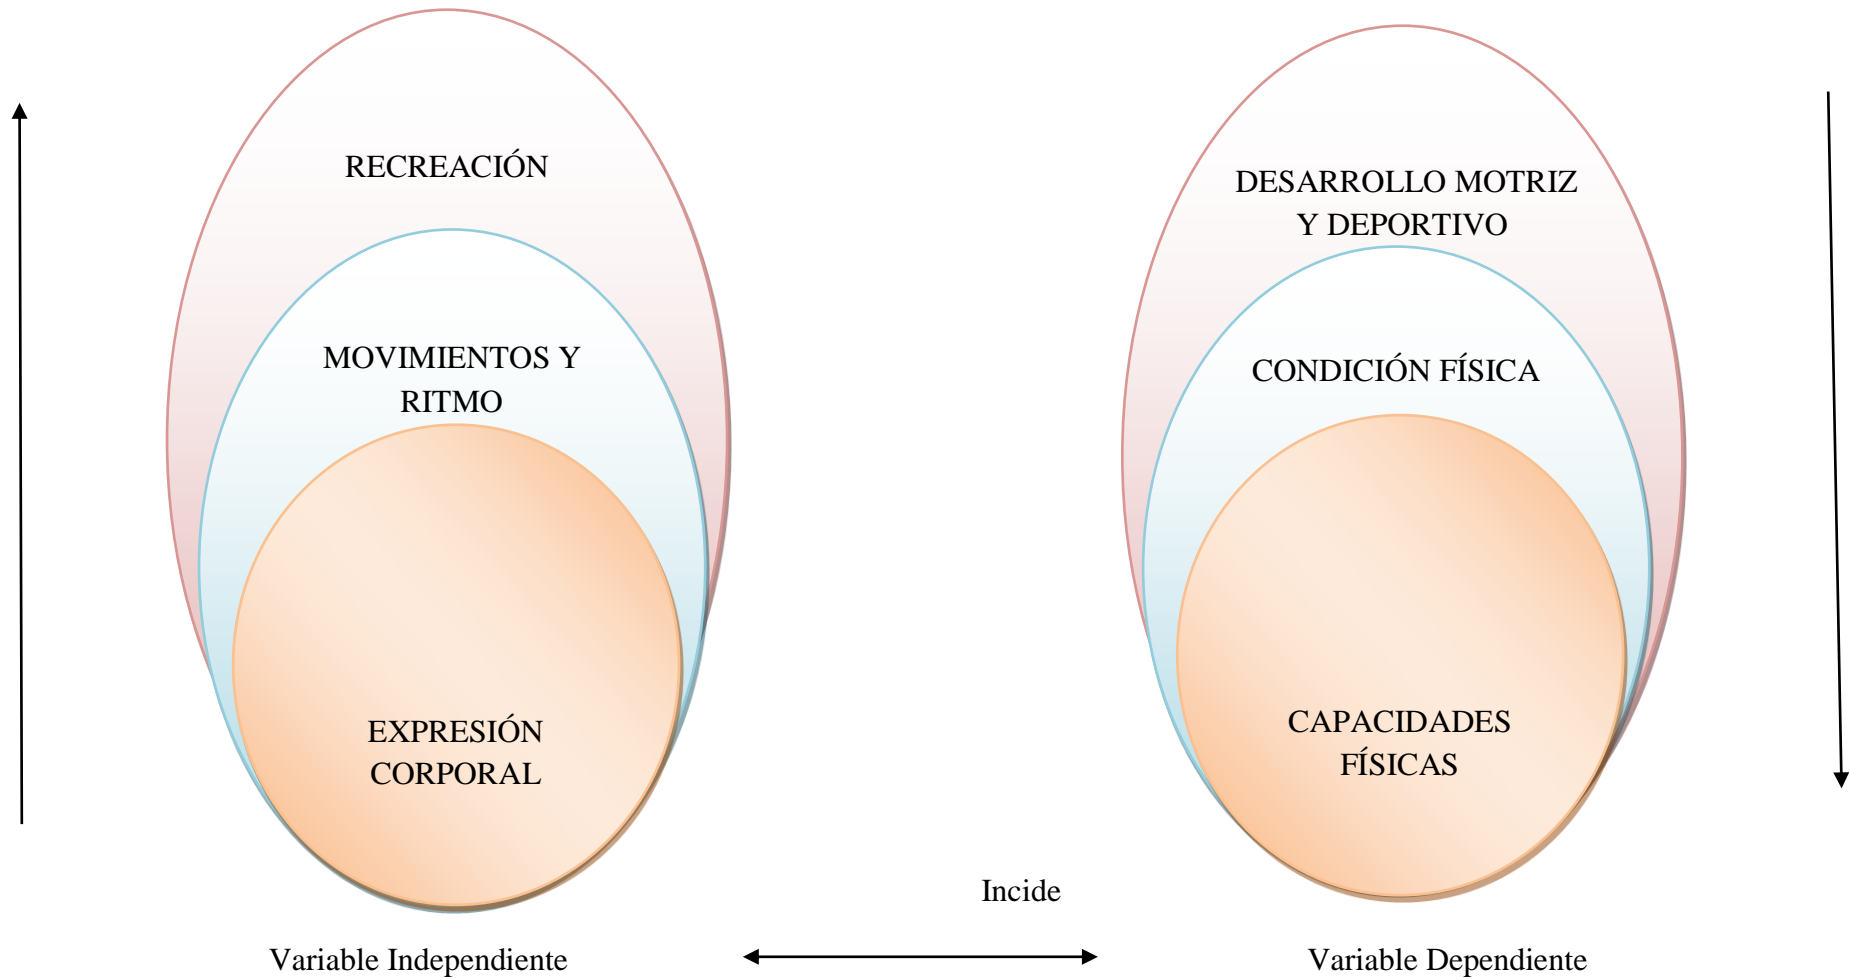 RECREACIÓN
MOVIMIENTOS Y
RITMO
EXPRESIÓN
CORPORAL
Variable Independiente
DESARROLLO MOTRIZ
Y DEPORTIVO
CONDICIÓN FÍSICA
CAPACIDADES
FÍSICAS
Incide
Variable Dependiente